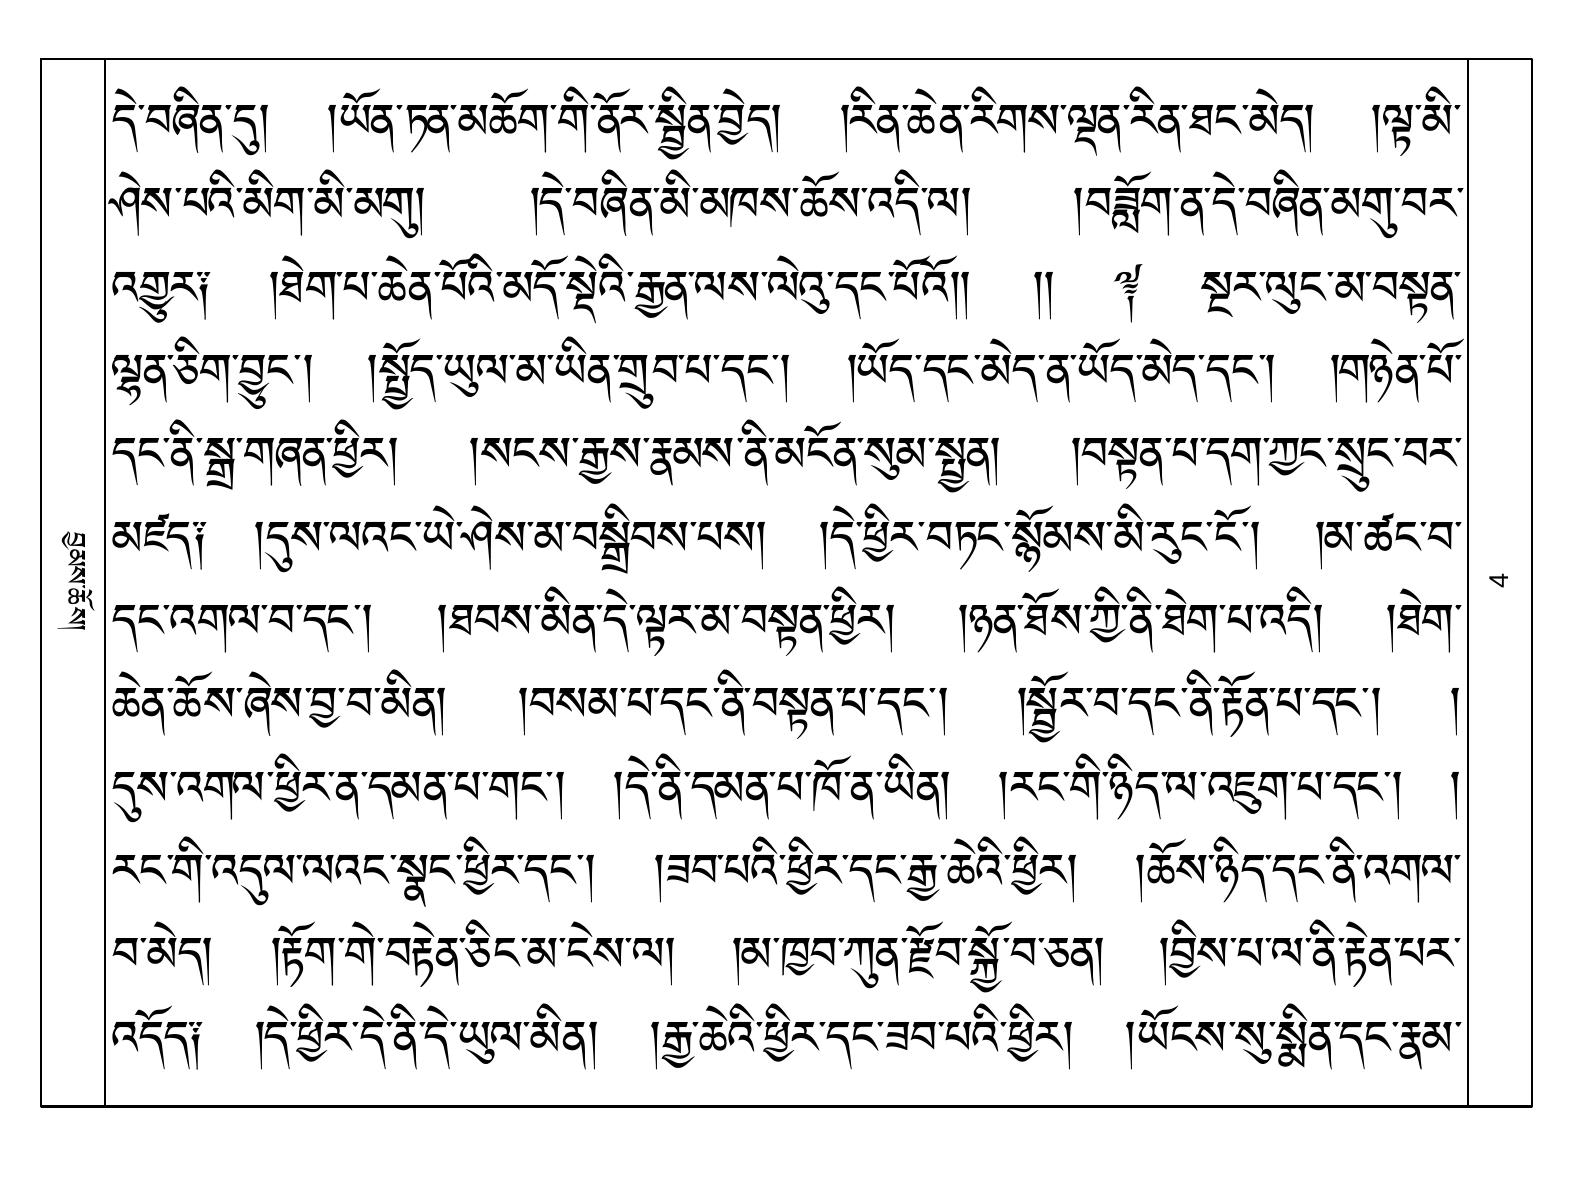 དེ་བཞིན་དུ། །ཡོན་ཏན་མཆོག་གི་ནོར་སྦྱིན་བྱེད། །རིན་ཆེན་རིགས་ལྡན་རིན་ཐང་མེད། །ལྟ་མི་
ཤེས་པའི་མིག་མི་མགུ། །དེ་བཞིན་མི་མཁས་ཆོས་འདི་ལ། །བཟློག་ན་དེ་བཞིན་མགུ་བར་
འགྱུར༔ །ཐེག་པ་ཆེན་པོའི་མདོ་སྡེའི་རྒྱན་ལས་ལེའུ་དང་པོའོ།། །། ༈ སྔར་ལུང་མ་བསྟན་
ལྷན་ཅིག་བྱུང་། །སྤྱོད་ཡུལ་མ་ཡིན་གྲུབ་པ་དང་། །ཡོད་དང་མེད་ན་ཡོད་མེད་དང་། །གཉེན་པོ་
དང་ནི་སྒྲ་གཞན་ཕྱིར། །སངས་རྒྱས་རྣམས་ནི་མངོན་སུམ་སྤྱན། །བསྟན་པ་དག་ཀྱང་སྲུང་བར་
མཛད༔ །དུས་ལའང་ཡེ་ཤེས་མ་བསྒྲིབས་པས། །དེ་ཕྱིར་བཏང་སྙོམས་མི་རུང་ངོ་། །མ་ཚང་བ་
དང་འགལ་བ་དང་། །ཐབས་མིན་དེ་ལྟར་མ་བསྟན་ཕྱིར། །ཉན་ཐོས་ཀྱི་ནི་ཐེག་པ་འདི། །ཐེག་
ཆེན་ཆོས་ཞེས་བྱ་བ་མིན། །བསམ་པ་དང་ནི་བསྟན་པ་དང་། །སྦྱོར་བ་དང་ནི་རྟོན་པ་དང་། །
དུས་འགལ་ཕྱིར་ན་དམན་པ་གང་། །དེ་ནི་དམན་པ་ཁོ་ན་ཡིན། །རང་གི་ཉིད་ལ་འཇུག་པ་དང་། །
རང་གི་འདུལ་ལའང་སྣང་ཕྱིར་དང་། །ཟབ་པའི་ཕྱིར་དང་རྒྱ་ཆེའི་ཕྱིར། །ཆོས་ཉིད་དང་ནི་འགལ་
བ་མེད། །རྟོག་གེ་བརྟེན་ཅིང་མ་ངེས་ལ། །མ་ཁྱབ་ཀུན་རྫོབ་སྐྱོ་བ་ཅན། །བྱིས་པ་ལ་ནི་རྟེན་པར་
འདོད༔ །དེ་ཕྱིར་དེ་ནི་དེ་ཡུལ་མིན། །རྒྱ་ཆེའི་ཕྱིར་དང་ཟབ་པའི་ཕྱིར། །ཡོངས་སུ་སྨིན་དང་རྣམ་
བྱམས་ཆོས།
4